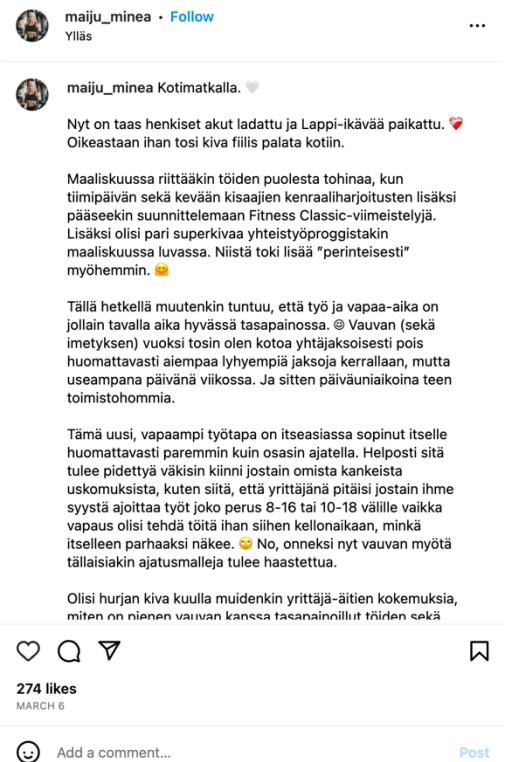 maiju_minea • Follow
Ylläs
maiju_minea Kotimatkalla. 🤍
Nyt on taas henkiset akut ladattu ja Lappi-ikävää paikattu. ❤️‍🩹
Oikeastaan ihan tosi kiva fiilis palata kotiin.
Maaliskuussa riittääkin töiden puolesta tohinaa, kun
tiimipäivän sekä kevään kisaajien kenraaliharjoitusten lisäksi
pääseekin suunnittelemaan Fitness Classic-viimeistelyjä.
Lisäksi olisi pari superkivaa yhteistyöproggistakin
maaliskuussa luvassa. Niistä toki lisää ”perinteisesti”
myöhemmin. 🤗
Tällä hetkellä muutenkin tuntuu, että työ ja vapaa-aika on
jollain tavalla aika hyvässä tasapainossa. ☺ Vauvan (sekä
imetyksen) vuoksi tosin olen kotoa yhtäjaksoisesti pois
huomattavasti aiempaa lyhyempiä jaksoja kerrallaan, mutta
useampana päivänä viikossa. Ja sitten päiväuniaikoina teen
toimistohommia.
Tämä uusi, vapaampi työtapa on itseasiassa sopinut itselle
huomattavasti paremmin kuin osasin ajatella. Helposti sitä
tulee pidettyä väkisin kiinni jostain omista kankeista
uskomuksista, kuten siitä, että yrittäjänä pitäisi jostain ihme
syystä ajoittaa työt joko perus 8-16 tai 10-18 välille vaikka
vapaus olisi tehdä töitä ihan siihen kellonaikaan, minkä
itselleen parhaaksi näkee. 🙄 No, onneksi nyt vauvan myötä
tällaisiakin ajatusmalleja tulee haastettua.
Olisi hurjan kiva kuulla muidenkin yrittäjä-äitien kokemuksia,
miten on pienen vauvan kanssa tasapainoillut töiden sekä
274 likes
MARCH 6
Add a comment...
Post